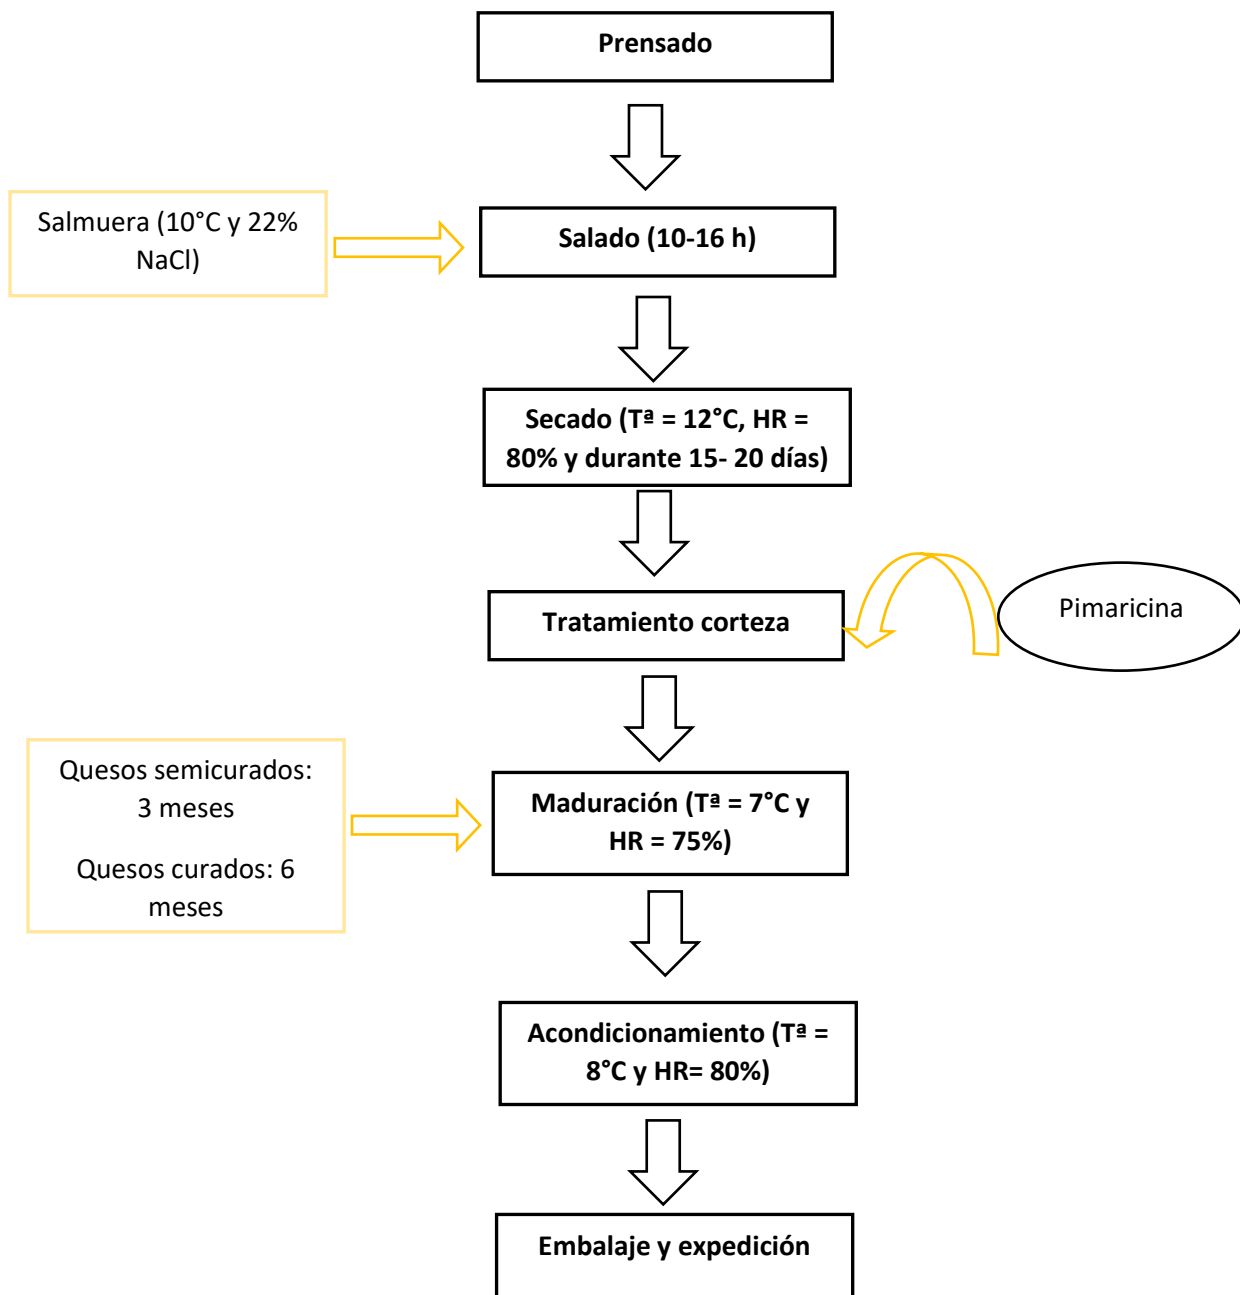 Prensado
Salmuera (10°C y 22%
NaCl)
Salado (10-16 h)
Secado (Tª = 12°C, HR =
80% y durante 15- 20 días)
Tratamiento corteza
Pimaricina
Quesos semicurados:
3 meses
Quesos curados: 6
meses
Maduración (Tª = 7°C y
HR = 75%)
Acondicionamiento (Tª =
8°C y HR= 80%)
Embalaje y expedición